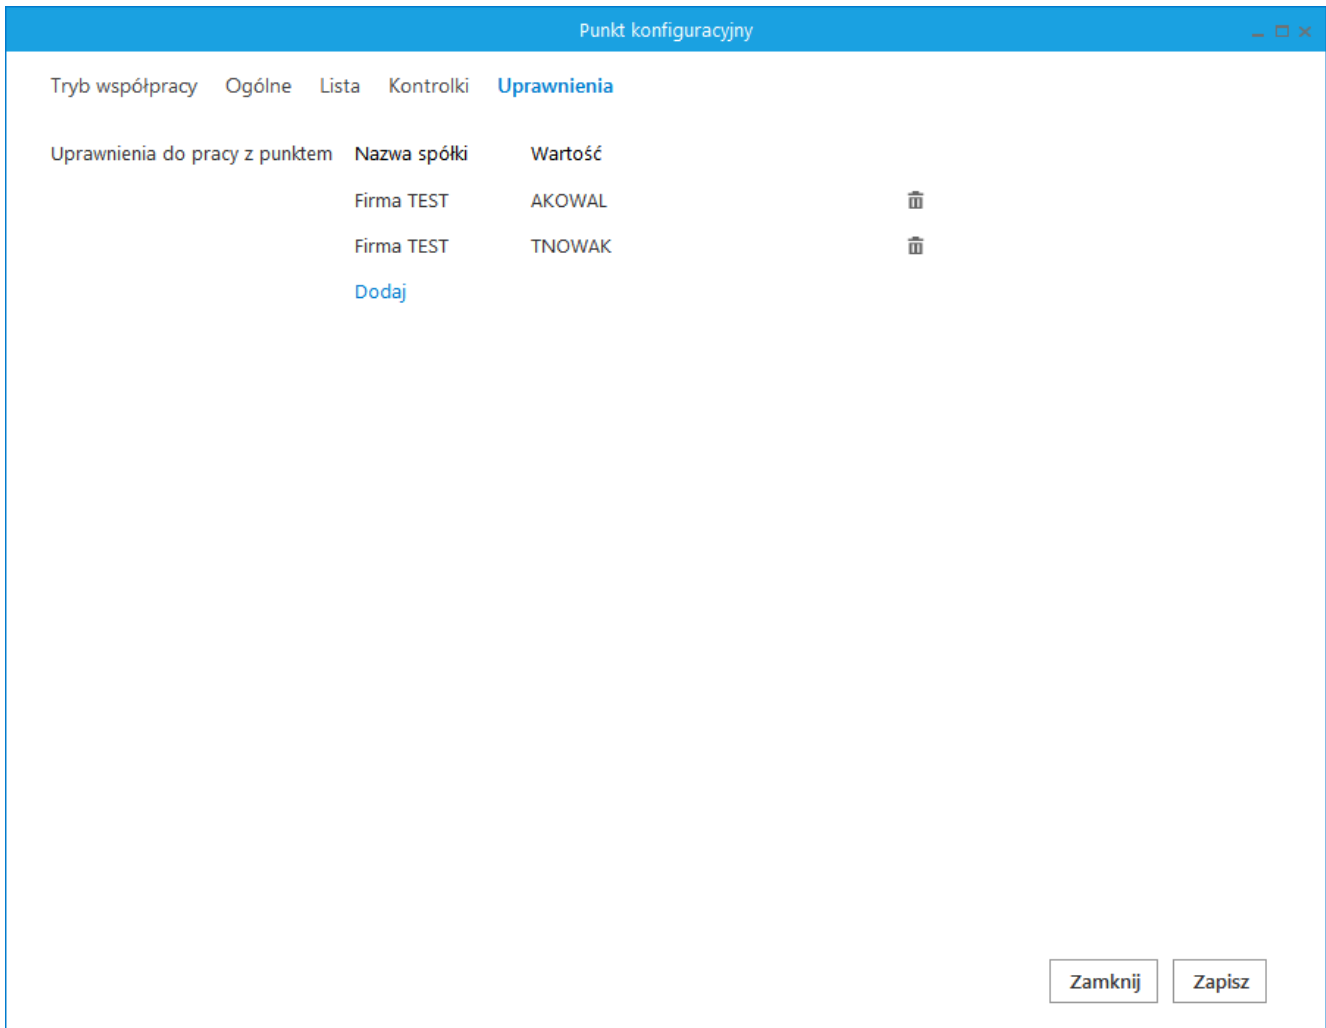 Punkt konfiguracyjny
Tryb współpracy Ogólne Lista Kontrolki Uprawnienia
Uprawnienia do pracy z punktem Nazwa spółki Wartość
Firma TEST AKOWAL
Firma TEST TNOWAK
Dodaj
Zamknij Zapisz